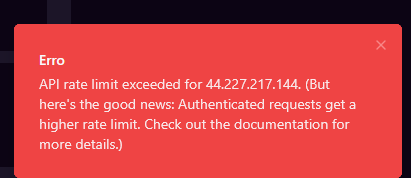 Erro
API rate limit exceeded for 44.227.217.144. (But
here's the good news: Authenticated requests get a
higher rate limit. Check out the documentation for
more details.)